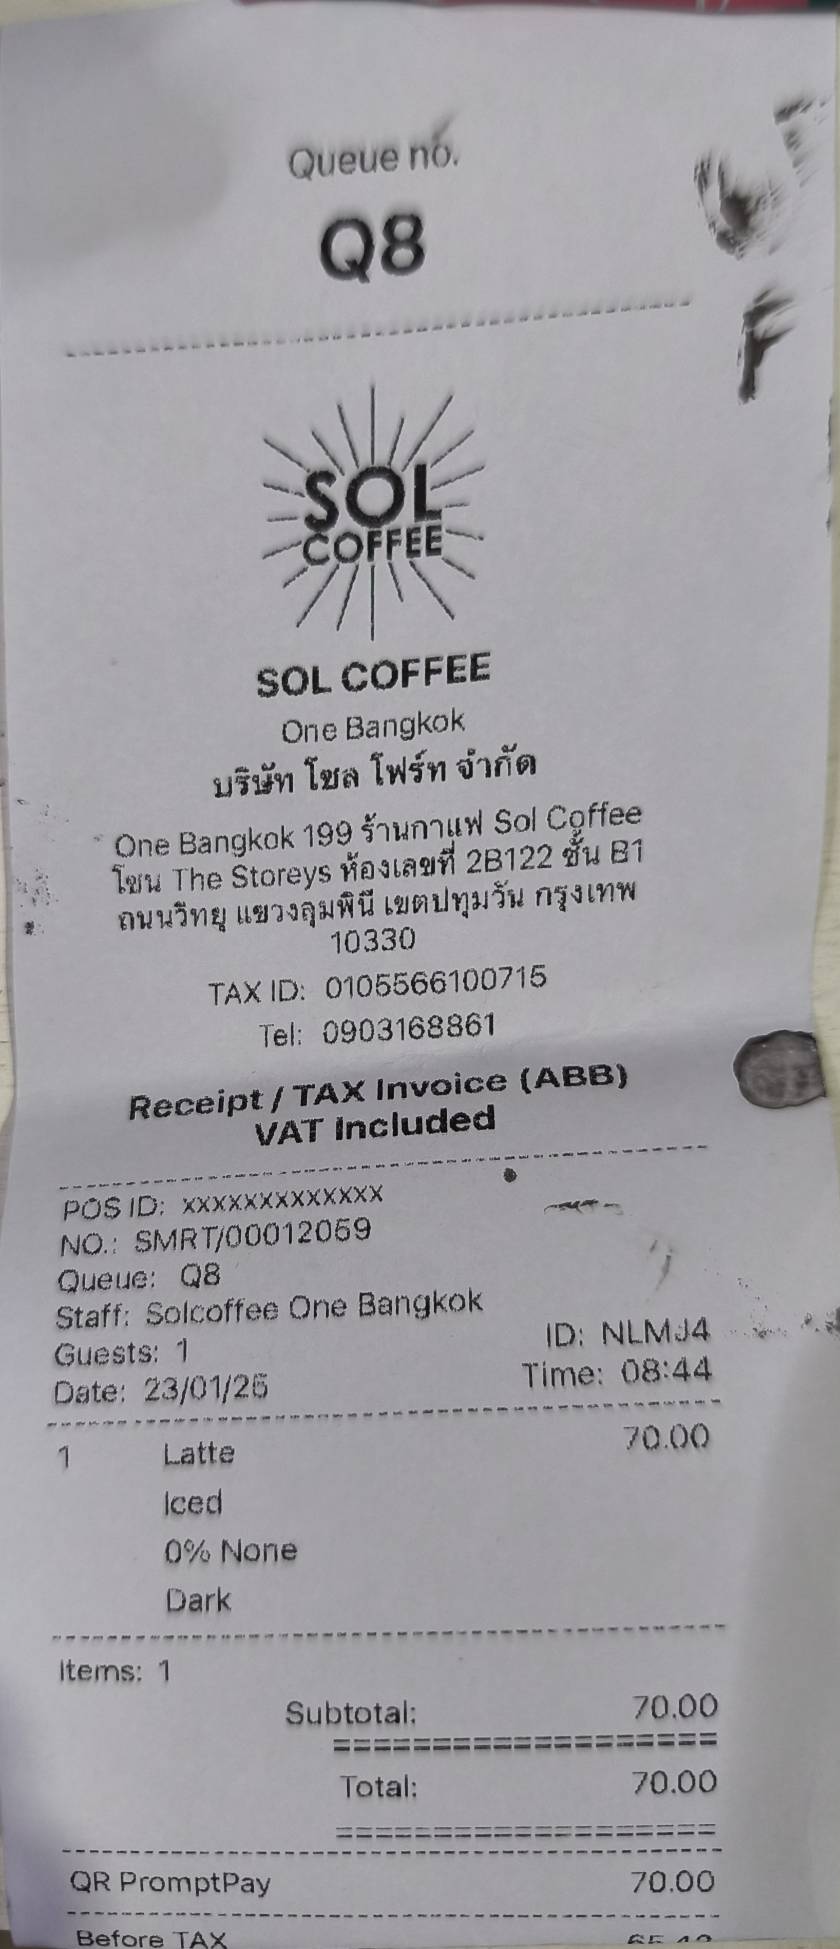 Queue no.
Q8
SOL
COFFEE
SOL COFFEE
One Bangkok
บริษัท โซล โฟร์ท จำกัด
One Bangkok 199 ร้านกาแฟ Sol Coffee
โซน The Storeys ห้องเลขที่ 2B122 ชั้น B1
ถนนวิทยุ แขวงลุมพินี เขตปทุมวัน กรุงเทพ
10330
TAX ID: 0105566100715
Tel: 0903168861
Receipt / TAX Invoice (ABB)
VAT Included
POS ID: XXXXXXXXXXXXX
NO.: SMRT/00012059
Queue: Q8
Staff: Solcoffee One Bangkok
Guests: 1 ID: NLMJ4
Date: 23/01/26 Time: 08:44
1 Latte 70.00
Iced
0% None
Dark
Items: 1
Subtotal: 70.00
===================
Total: 70.00
===================
QR PromptPay 70.00
Before TAX